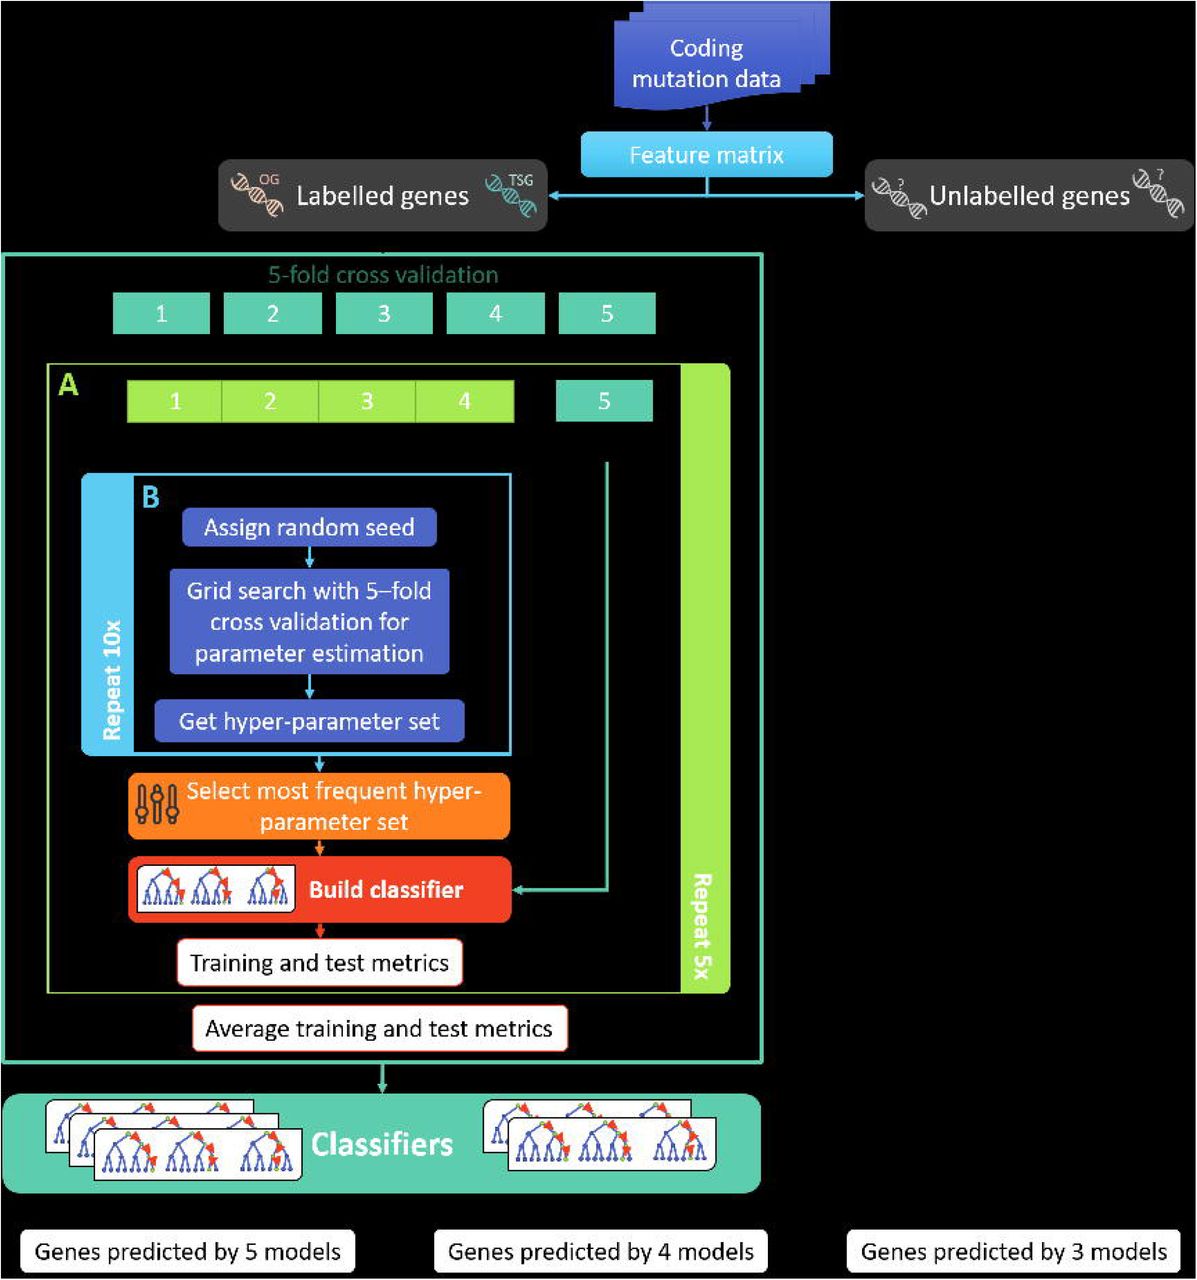 Coding
mutation data
Feature matrix
OG
Labelled genes
TSG
?
Unlabelled genes
?
5-fold cross validation
1
2
3
4
5
A
1
2
3
4
5
B
Assign random seed
Grid search with 5–fold
cross validation for
parameter estimation
Get hyper-parameter set
Repeat 10x
Select most frequent hyper-
parameter set
Build classifier
Repeat 5x
Training and test metrics
Average training and test metrics
Classifiers
Genes predicted by 5 models
Genes predicted by 4 models
Genes predicted by 3 models